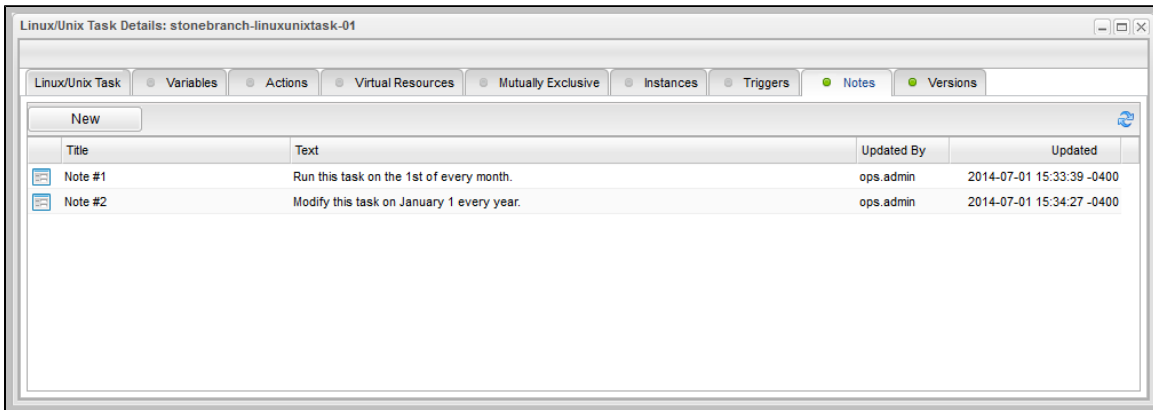 Linux/Unix Task Details: stonebranch-linuxunixtask-01
Linux/Unix Task Variables Actions Virtual Resources Mutually Exclusive Instances Triggers Notes Versions
New
Title Text Updated By Updated
Note #1 Run this task on the 1st of every month. ops.admin 2014-07-01 15:33:39 -0400
Note #2 Modify this task on January 1 every year. ops.admin 2014-07-01 15:34:27 -0400